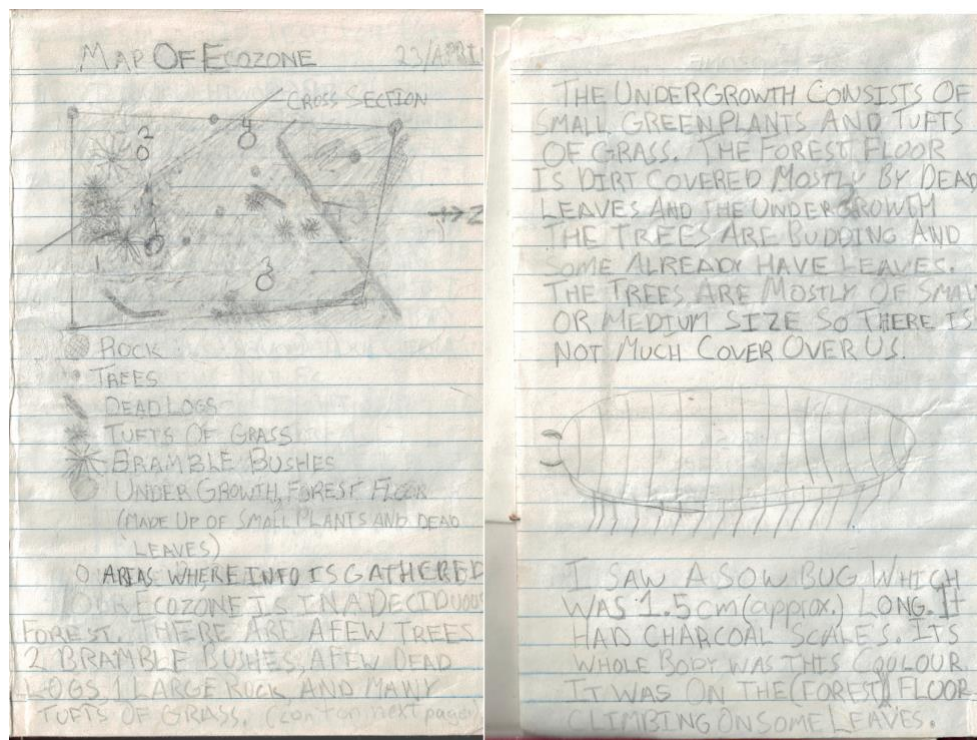 MAP OF ECOZONE 23/APRIL
CROSS SECTION
2
4
1
3
ROCK
TREES
DEAD LOGS
TUFTS OF GRASS
BRAMBLE BUSHES
UNDER GROWTH, FOREST FLOOR
(MADE UP OF SMALL PLANTS AND DEAD
LEAVES)
O AREAS WHERE INFO IS GATHERED
OUR ECOZONE IS IN A DECIDUOUS
FOREST. THERE ARE A FEW TREES
2 BRAMBLE BUSHES, A FEW DEAD
LOGS, 1 LARGE ROCK AND MANY
TUFTS OF GRASS. (con't on next page)
THE UNDERGROWTH CONSISTS OF
SMALL GREEN PLANTS AND TUFTS
OF GRASS. THE FOREST FLOOR
IS DIRT COVERED MOSTLY BY DEAD
LEAVES AND THE UNDERGROWTH
THE TREES ARE BUDDING AND
SOME ALREADY HAVE LEAVES.
THE TREES ARE MOSTLY OF SMALL
OR MEDIUM SIZE SO THERE IS
NOT MUCH COVER OVER US.
I SAW A SOW BUG WHICH
WAS 1.5cm (approx.) LONG. IT
HAD CHARCOAL SCALES. ITS
WHOLE BODY WAS THIS COOLOUR.
IT WAS ON THE (FOREST) FLOOR
CLIMBING ON SOME LEAVES.